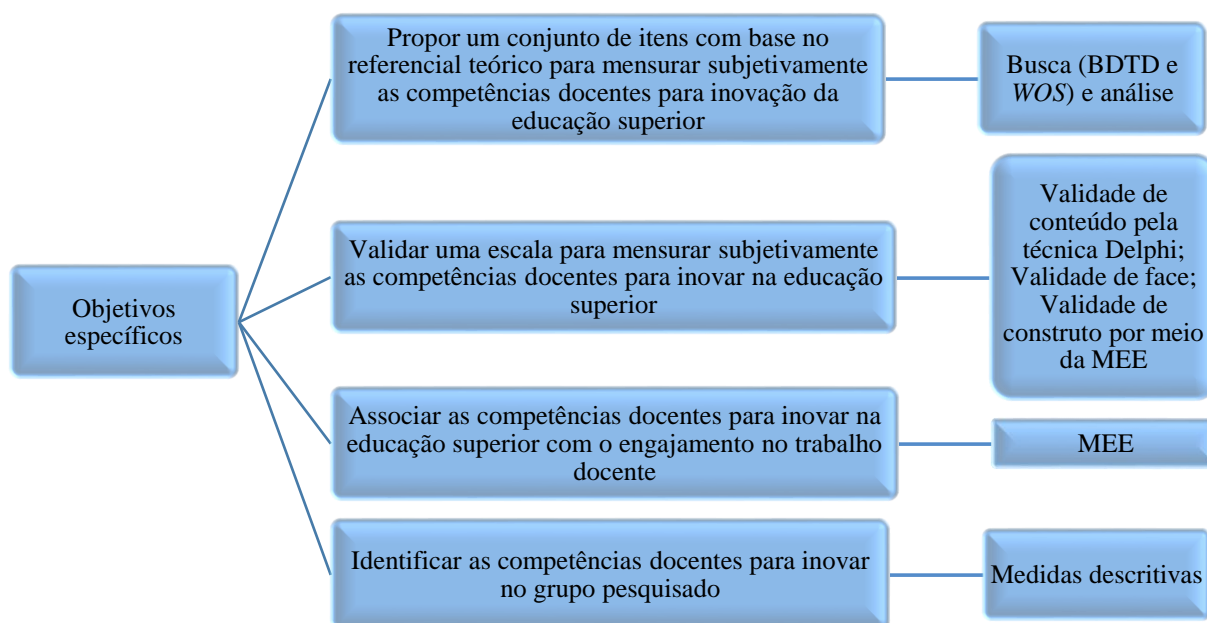 Objetivos
específicos
Propor um conjunto de itens com base no
referencial teórico para mensurar subjetivamente
as competências docentes para inovação da
educação superior
Busca (BDTD e
WOS) e análise
Validar uma escala para mensurar subjetivamente
as competências docentes para inovar na educação
superior
Validade de
conteúdo pela
técnica Delphi;
Validade de face;
Validade de
construto por meio
da MEE
Associar as competências docentes para inovar na
educação superior com o engajamento no trabalho
docente
MEE
Identificar as competências docentes para inovar
no grupo pesquisado
Medidas descritivas